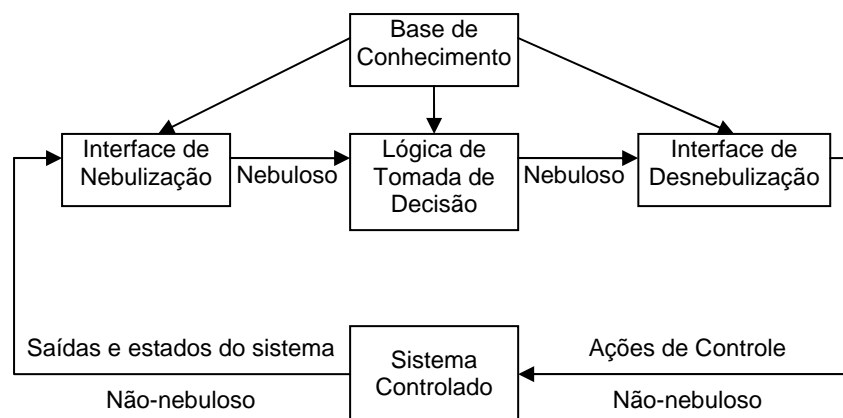 Base de
Conhecimento
Interface de
Nebulização
Nebuloso
Lógica de
Tomada de
Decisão
Nebuloso
Interface de
Desnebulização
Saídas e estados do sistema
Não-nebuloso
Sistema
Controlado
Ações de Controle
Não-nebuloso